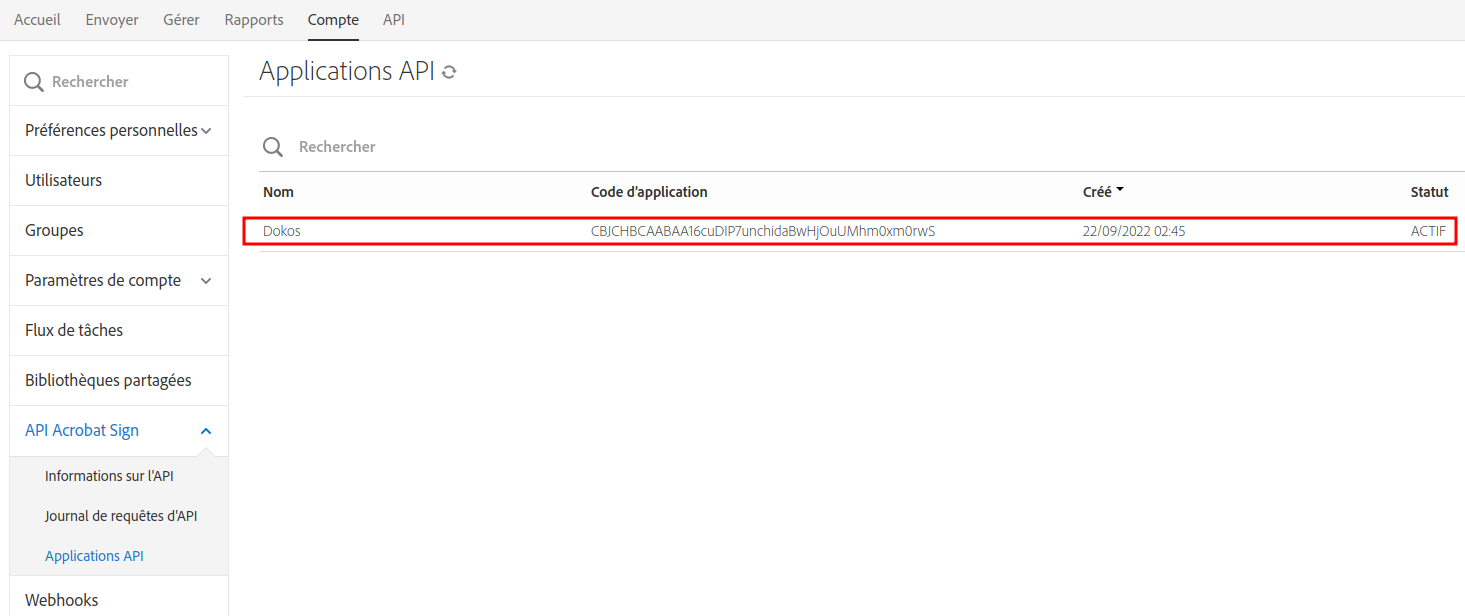 Accueil Envoyer Gérer Rapports Compte API
Rechercher
Préférences personnelles
Utilisateurs
Groupes
Paramètres de compte
Flux de tâches
Bibliothèques partagées
API Acrobat Sign
Informations sur l'API
Journal de requêtes d'API
Applications API
Webhooks
Applications API
Rechercher
Nom Code d'application Créé Statut
Dokos CBJCHBCAABAA16cuDIP7unchidaBwHjOuUMhm0xm0rwS 22/09/2022 02:45 ACTIF